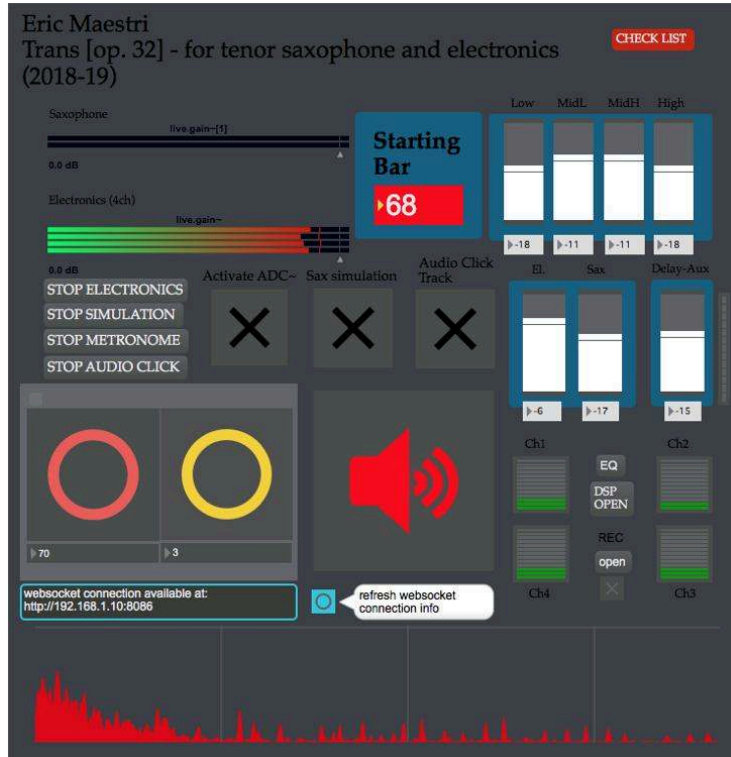 Eric Maestri
Trans [op. 32] - for tenor saxophone and electronics
(2018-19)
CHECK LIST
Saxophone
live.gain~[1]
0.0 dB
Electronics (4ch)
live.gain~
0.0 dB
Starting
Bar
68
Low MidL MidH High
-18 -11 -11 -18
STOP ELECTRONICS
STOP SIMULATION
STOP METRONOME
STOP AUDIO CLICK
Activate ADC~ Sax simulation Audio Click
Track
El. Sax Delay-Aux
-6 -17 -15
70 3
Ch1 Ch2
EQ
DSP
OPEN
REC
open
Ch4 Ch3
websocket connection available at:
http://192.168.1.10:8086
refresh websocket
connection info